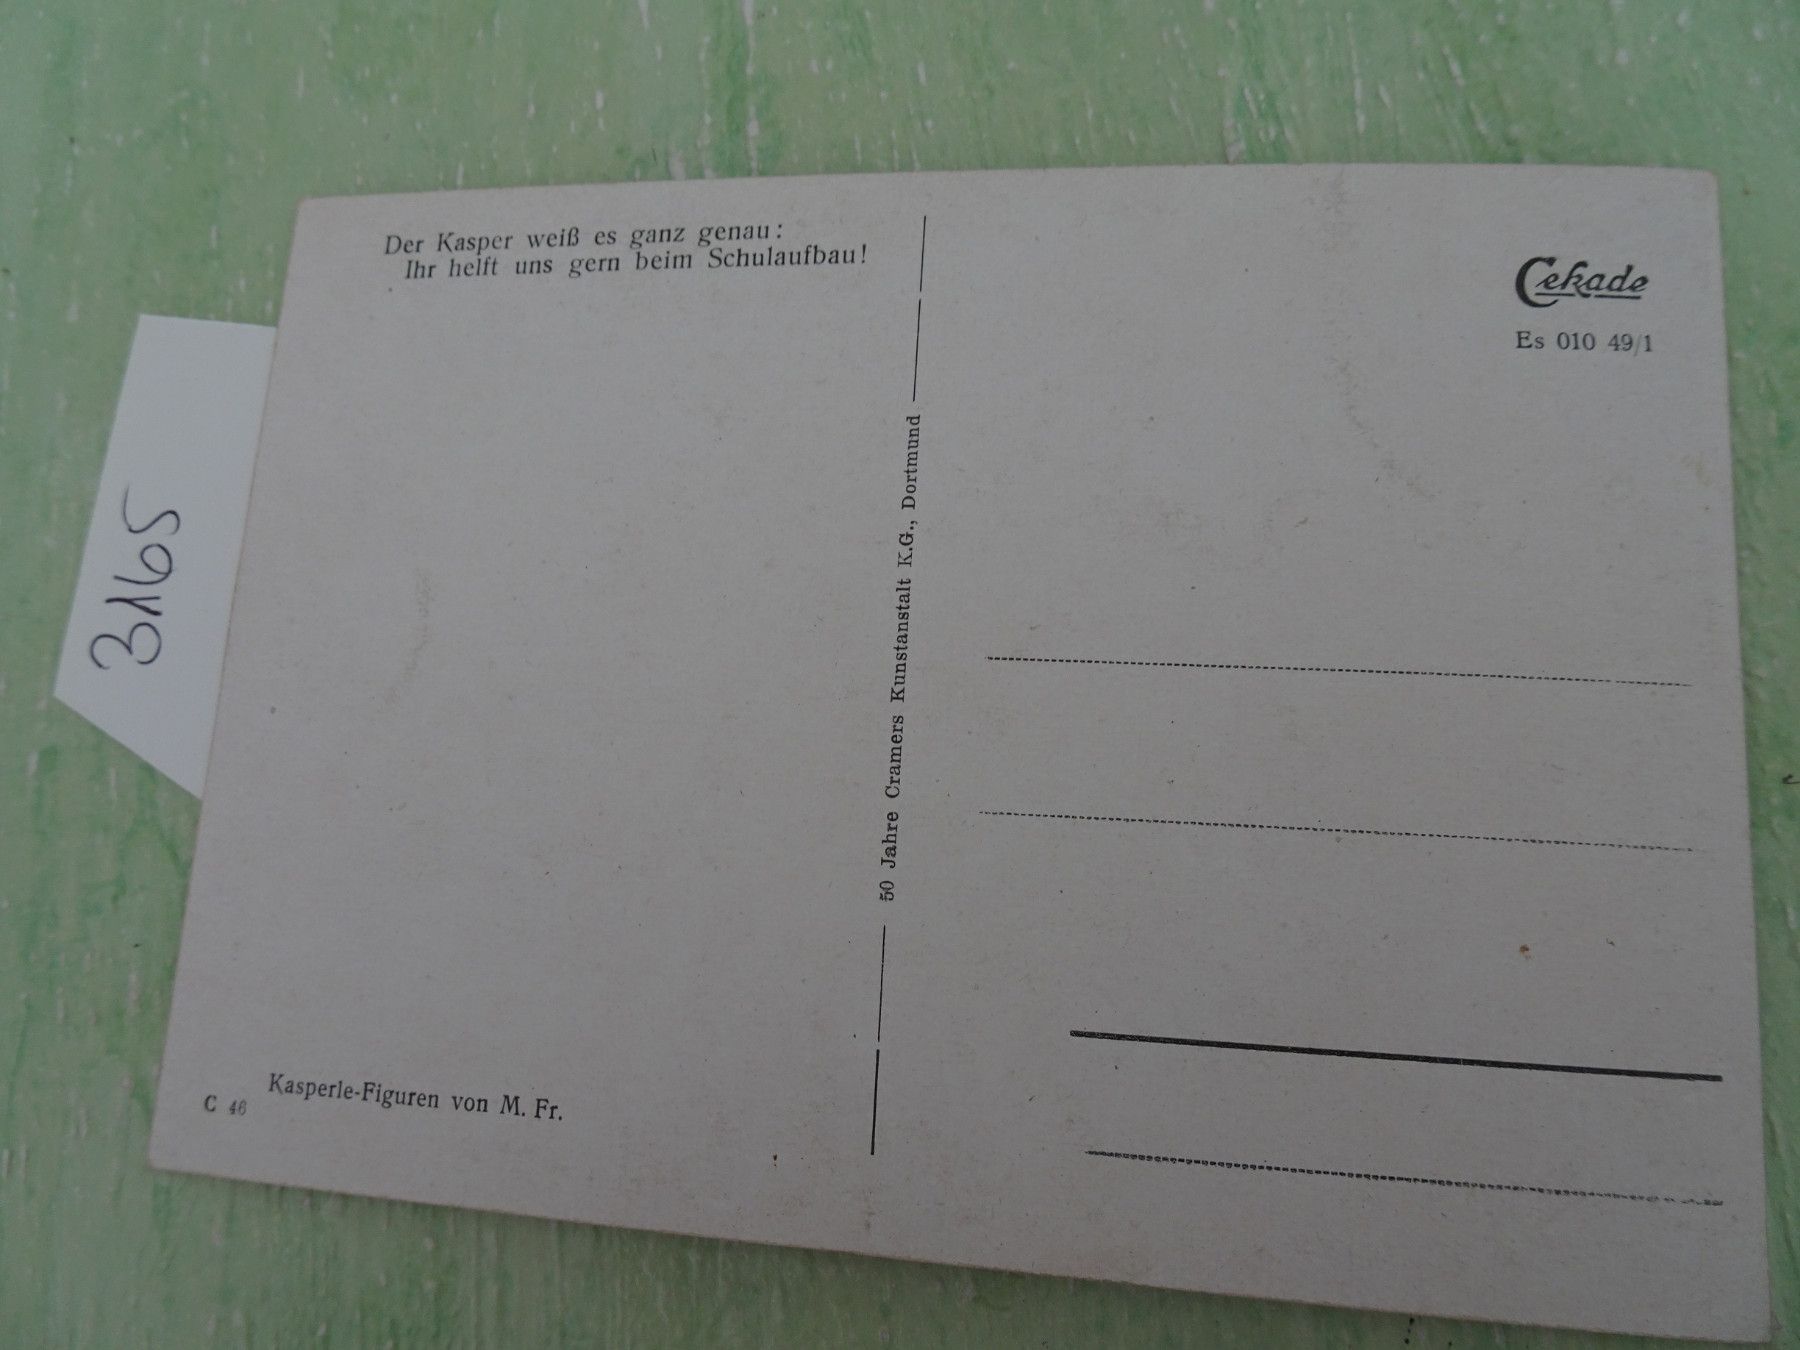 Der Kasper weiß es ganz genau:
Ihr helft uns gern beim Schulaufbau!
Cekade
Es 010 49/1
50 Jahre Cramers Kunstanstalt K.G., Dortmund
Kasperle-Figuren von M. Fr.
C 46
3165